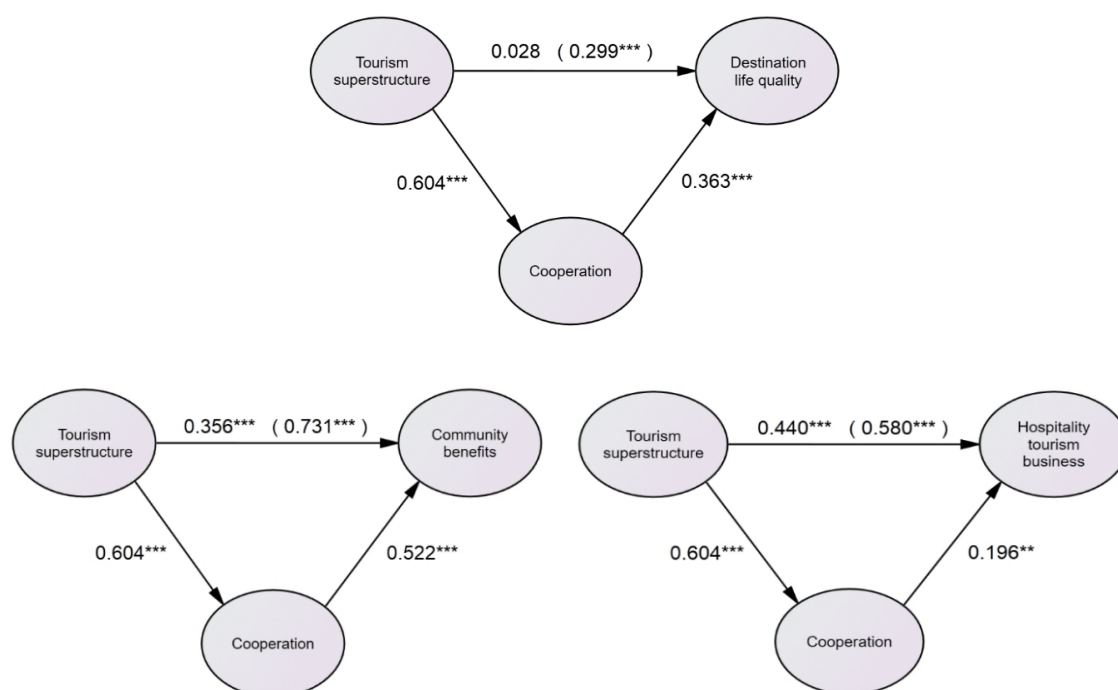 0.028 ( 0.299*** )
Tourism
superstructure
Destination
life quality
0.604***
0.363***
Cooperation
0.356*** ( 0.731*** )
Tourism
superstructure
Community
benefits
0.604***
0.522***
Cooperation
0.440*** ( 0.580*** )
Tourism
superstructure
Hospitality
tourism
business
0.604***
0.196**
Cooperation